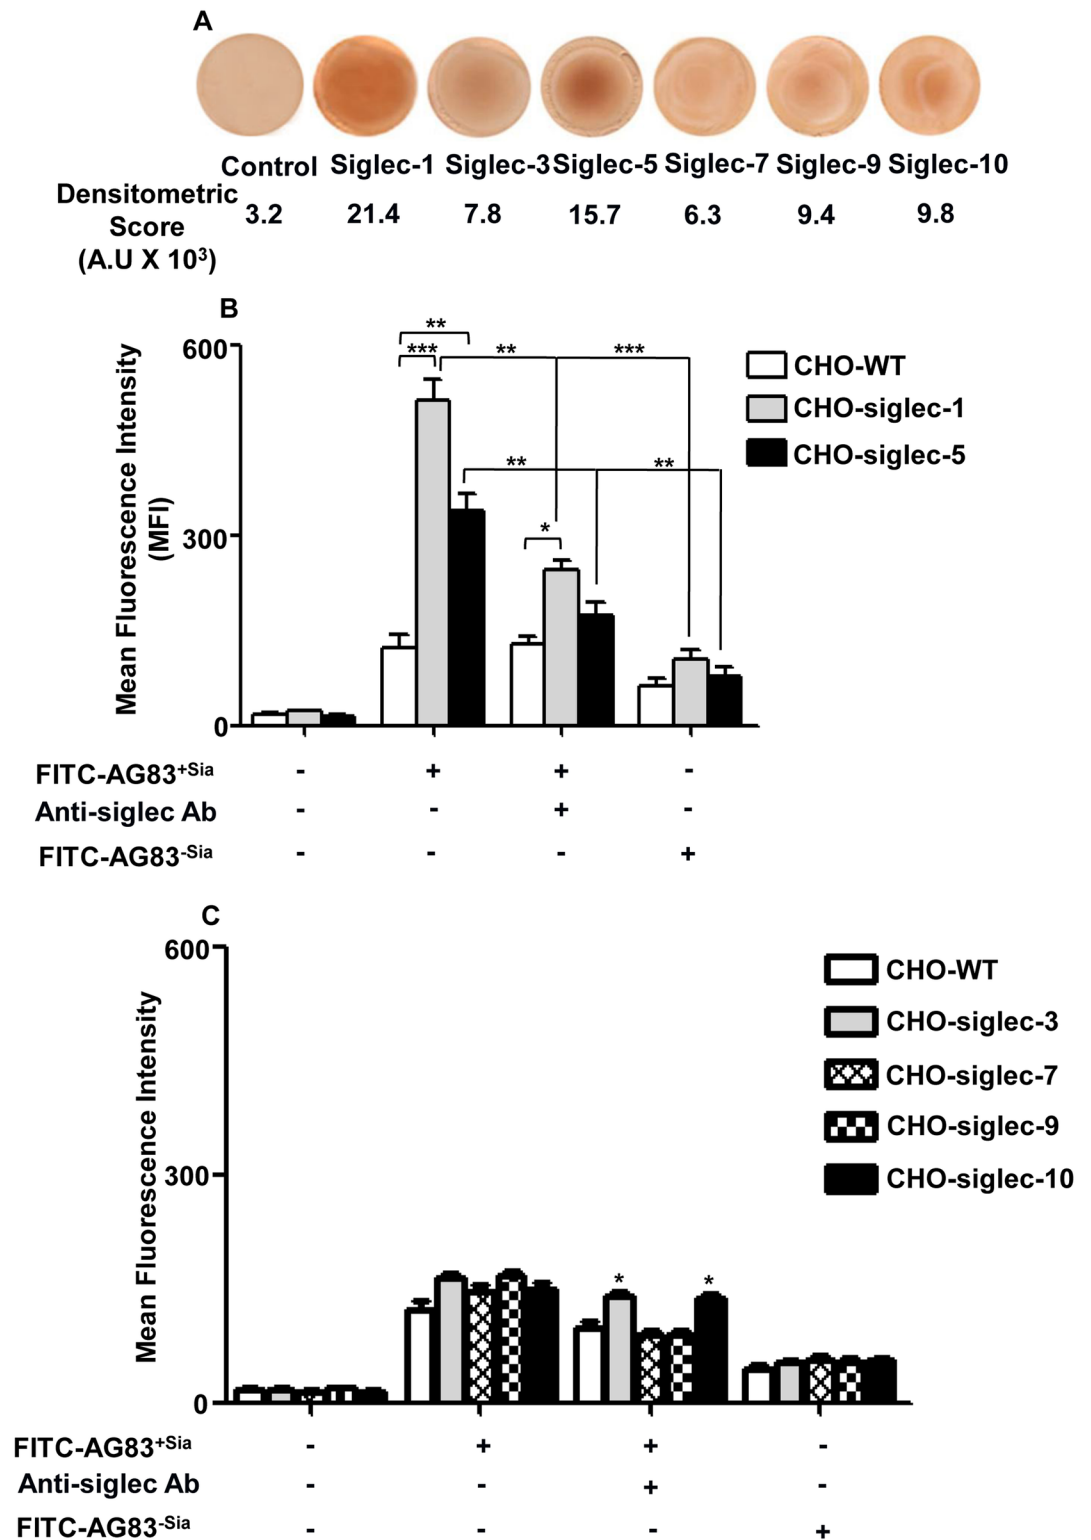 A
Control Siglec-1 Siglec-3 Siglec-5 Siglec-7 Siglec-9 Siglec-10
Densitometric
Score
(A.U X 10³)
3.2 21.4 7.8 15.7 6.3 9.4 9.8
B
Mean Fluorescence Intensity
(MFI)
600
300
0
** 
*** ** ***
** **
*
CHO-WT
CHO-siglec-1
CHO-siglec-5
FITC-AG83+Sia - + + -
Anti-siglec Ab - - + -
FITC-AG83-Sia - - - +
C
Mean Fluorescence Intensity
600
300
0
* *
CHO-WT
CHO-siglec-3
CHO-siglec-7
CHO-siglec-9
CHO-siglec-10
FITC-AG83+Sia - + + -
Anti-siglec Ab - - + -
FITC-AG83-Sia - - - +